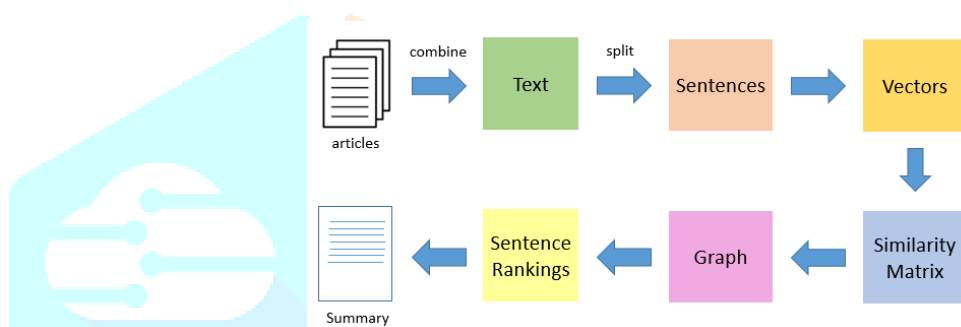 combine
split
Text
Sentences
Vectors
articles
Sentence
Rankings
Graph
Similarity
Matrix
Summary